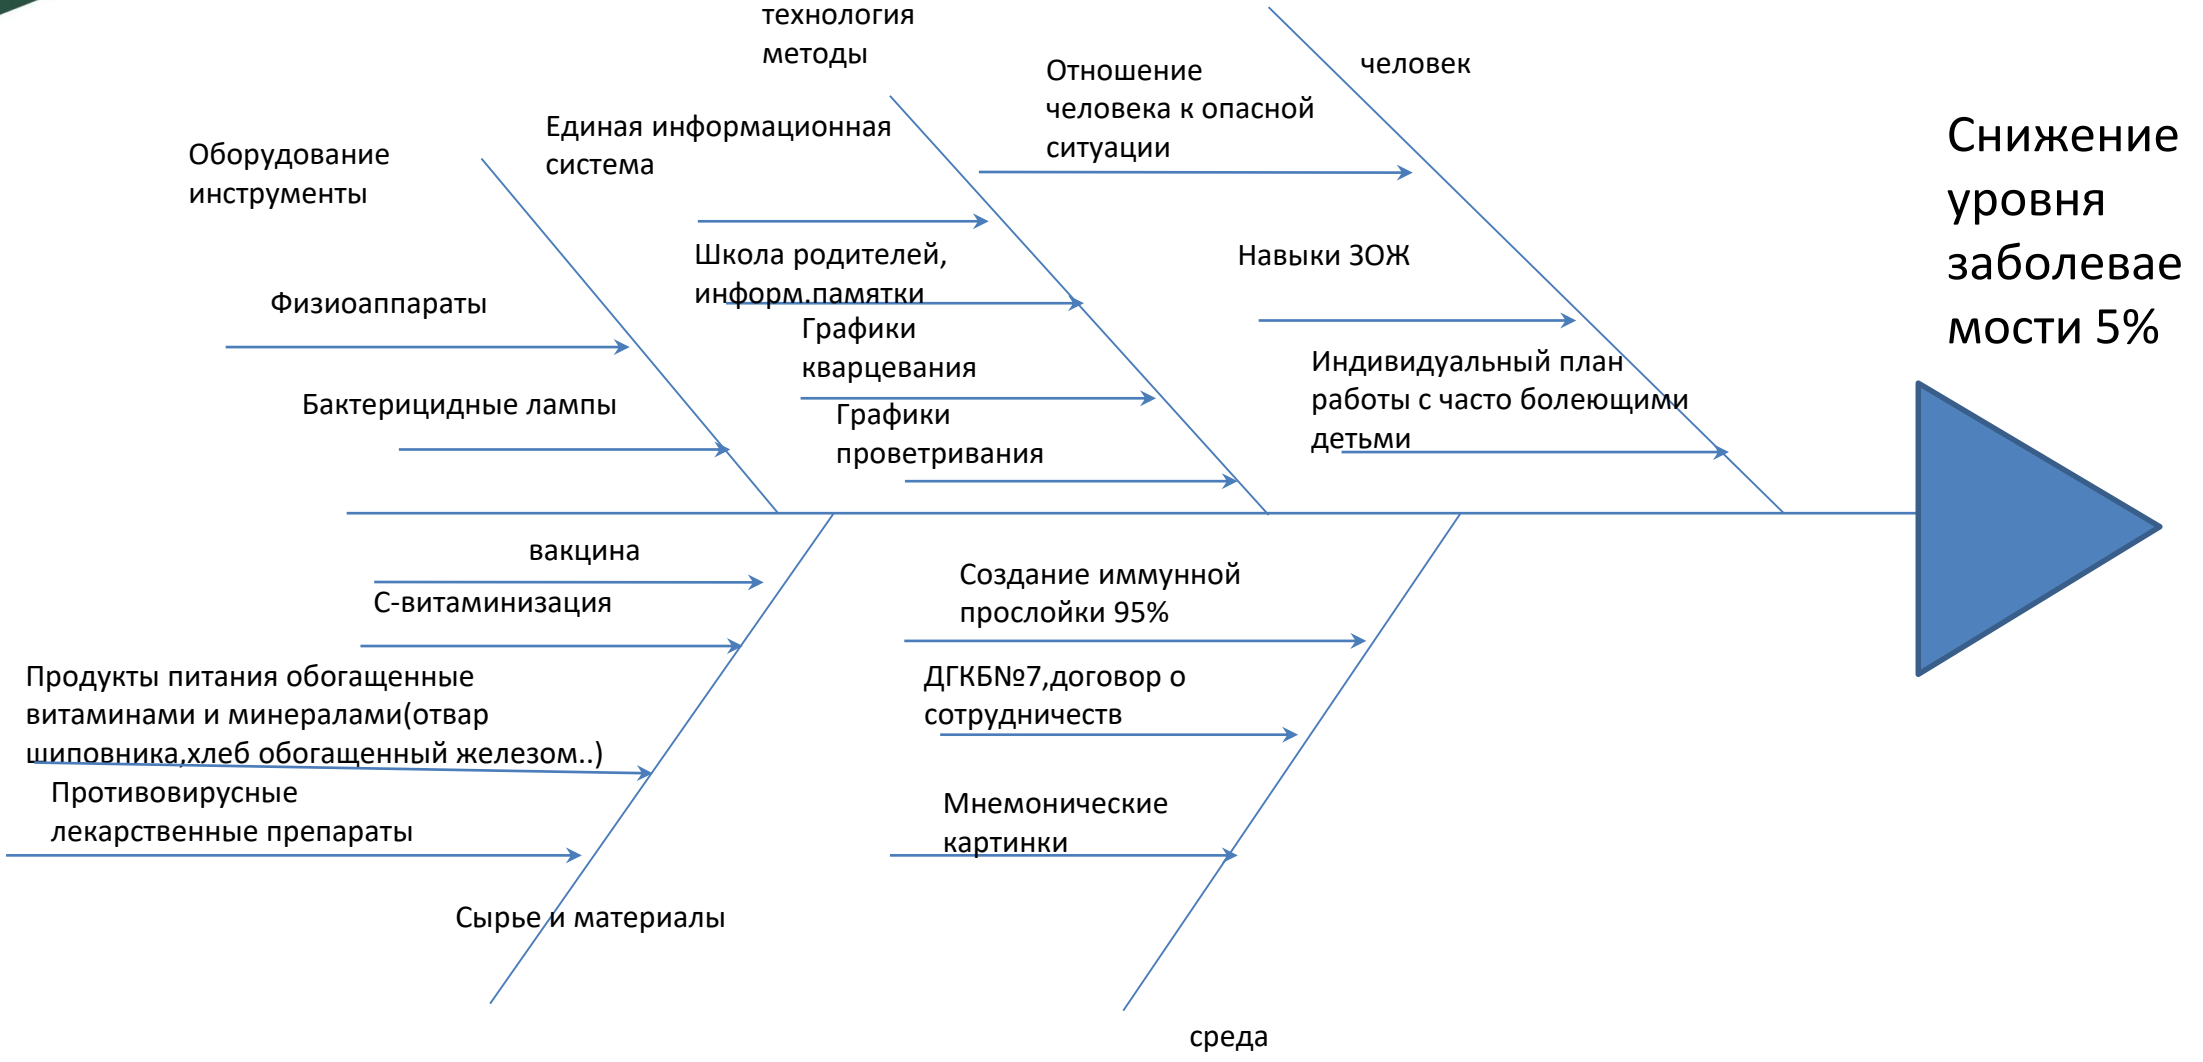 технология
методы
человек
Отношение
человека к опасной
ситуации
Единая информационная
система
Оборудование
инструменты
Снижение
уровня
заболевае
мости 5%
Школа родителей,
информ.памятки
Навыки ЗОЖ
Физиоаппараты
Графики
кварцевания
Индивидуальный план
работы с часто болеющими
детьми
Бактерицидные лампы
Графики
проветривания
вакцина
С-витаминизация
Создание иммунной
прослойки 95%
Продукты питания обогащенные
витаминами и минералами(отвар
шиповника,хлеб обогащенный железом..)
ДГКБ№7,договор о
сотрудничеств
Противовирусные
лекарственные препараты
Мнемонические
картинки
Сырье и материалы
среда